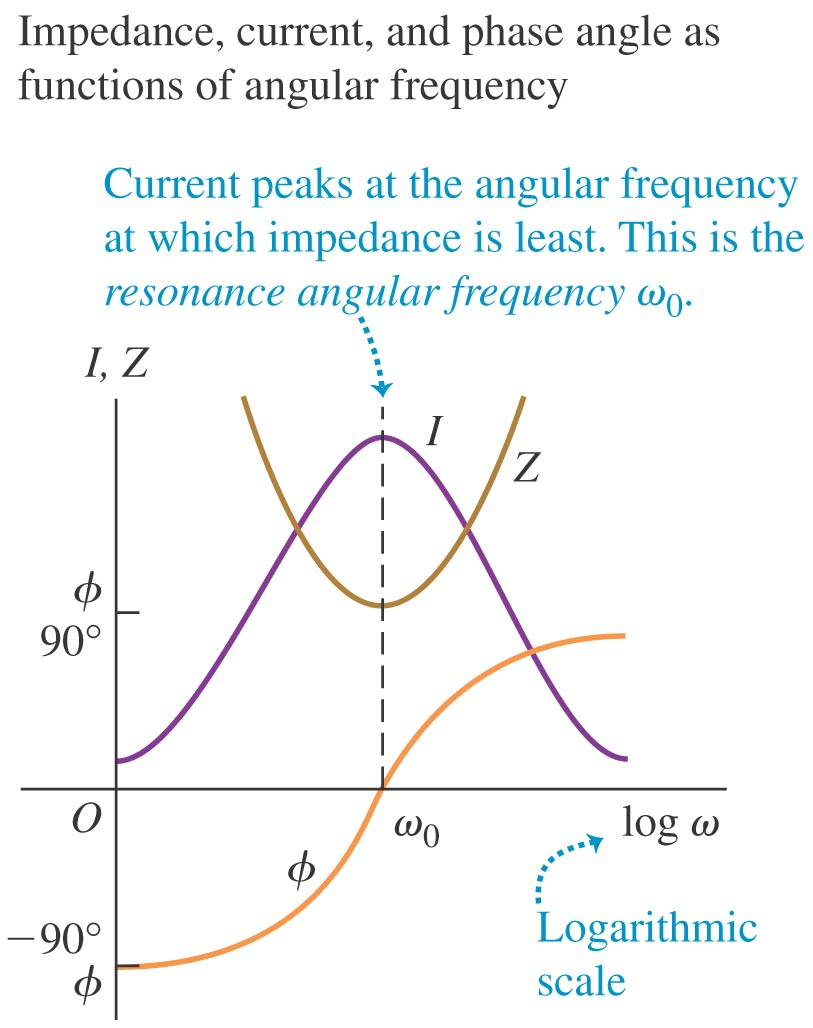 Impedance, current, and phase angle as
functions of angular frequency
Current peaks at the angular frequency
at which impedance is least. This is the
resonance angular frequency ω₀.
I, Z
I
Z
ϕ
90°
O
ω₀
log ω
ϕ
−90°
ϕ
Logarithmic
scale